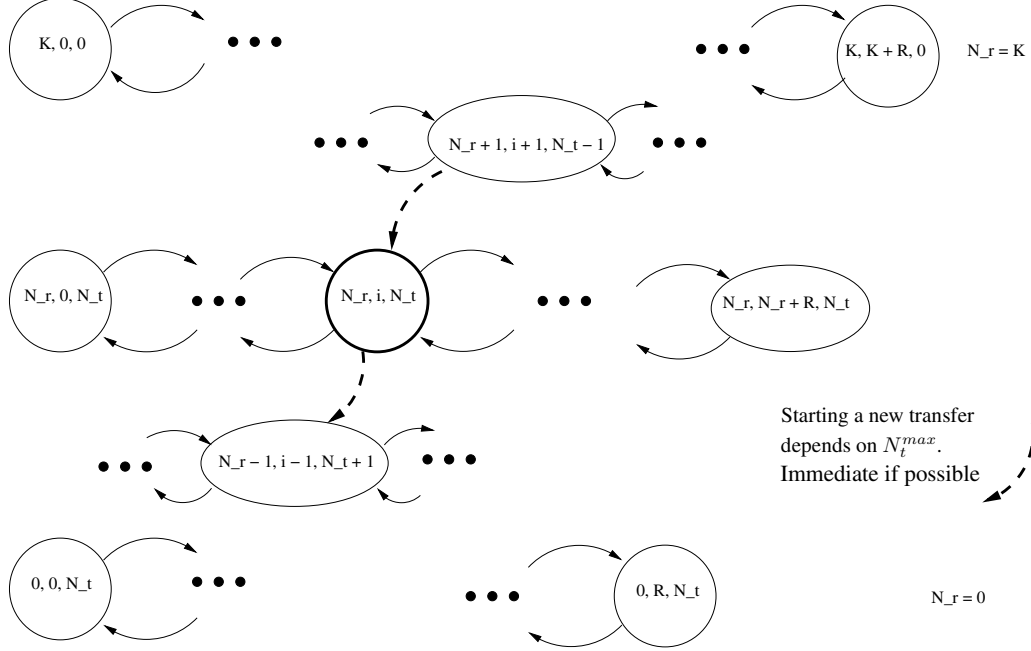 K, 0, 0
K, K + R, 0
N_r = K
N_r + 1, i + 1, N_t − 1
N_r, 0, N_t
N_r, i, N_t
N_r, N_r + R, N_t
Starting a new transfer
depends on $N_t^{max}$.
Immediate if possible
N_r − 1, i − 1, N_t + 1
0, 0, N_t
0, R, N_t
N_r = 0